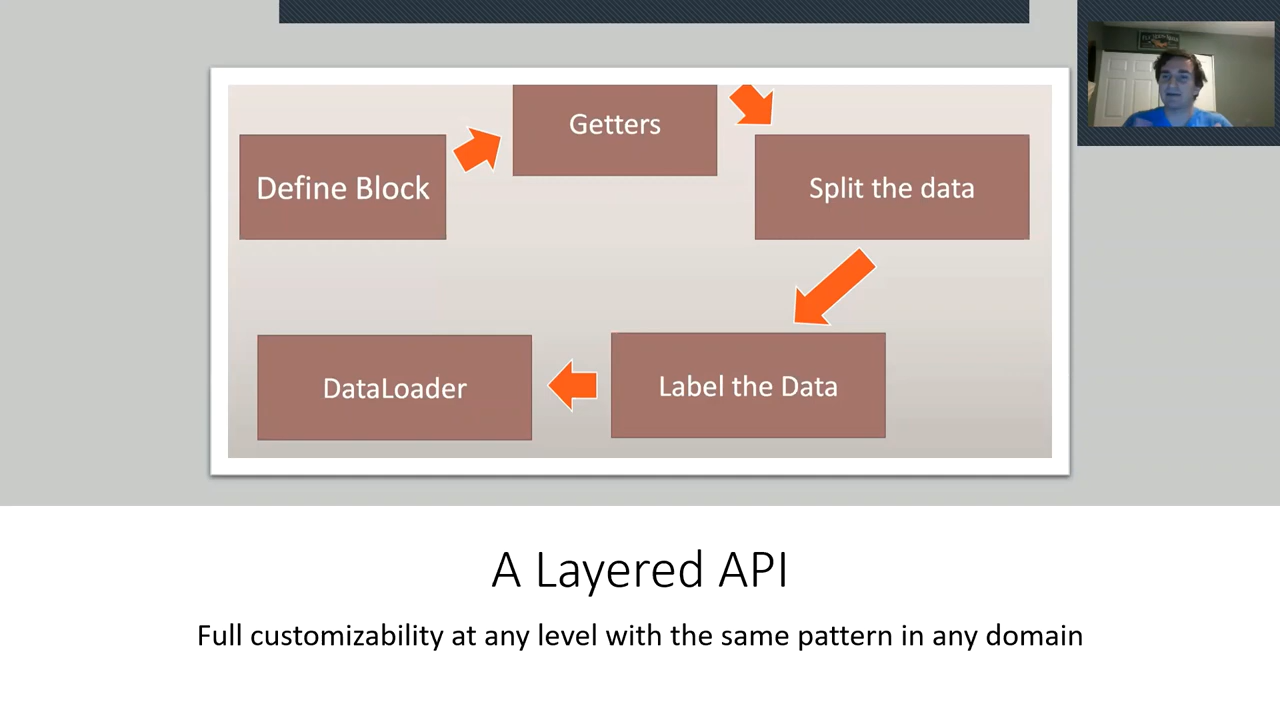 Getters
Define Block
Split the data
DataLoader
Label the Data
A Layered API
Full customizability at any level with the same pattern in any domain